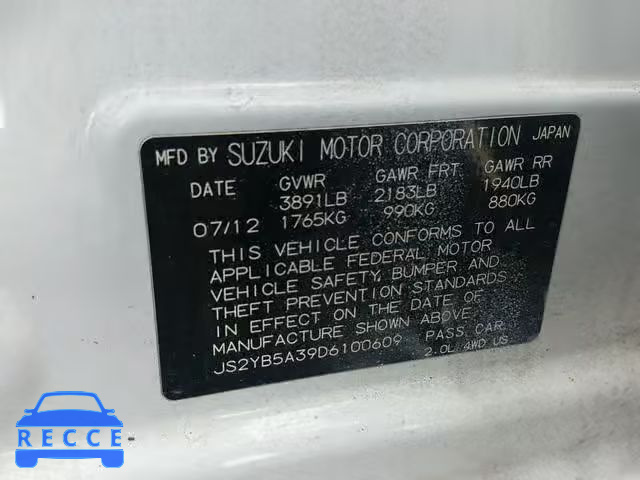 MFD BY SUZUKI MOTOR CORPORATION JAPAN
DATE GVWR GAWR FRT GAWR RR
3891LB 2183LB 1940LB
07/12 1765KG 990KG 880KG
THIS VEHICLE CONFORMS TO ALL
APPLICABLE FEDERAL MOTOR
VEHICLE SAFETY, BUMPER AND
THEFT PREVENTION STANDARDS
IN EFFECT ON THE DATE OF
MANUFACTURE SHOWN ABOVE.
JS2YB5A39D6100609 PASS. CAR
2.0L/4WD US
RECCE